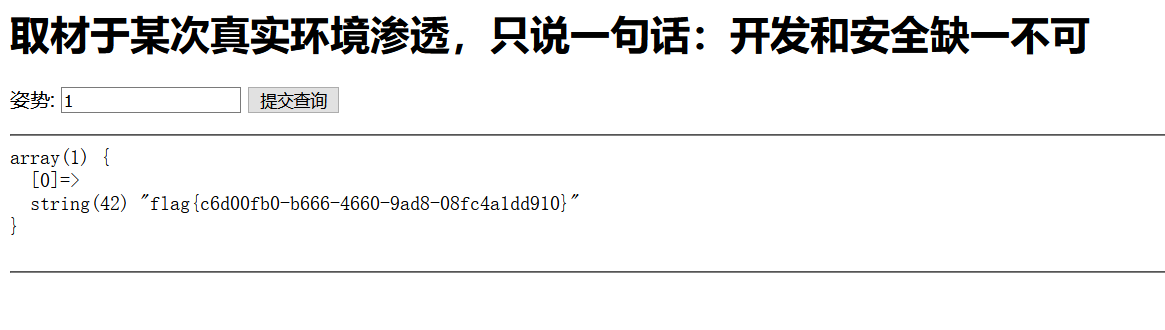 取材于某次真实环境渗透，只说一句话：开发和安全缺一不可
姿势: 1 提交查询
array(1) {
  [0]=>
  string(42) "flag{c6d00fb0-b666-4660-9ad8-08fc4a1dd910}"
}